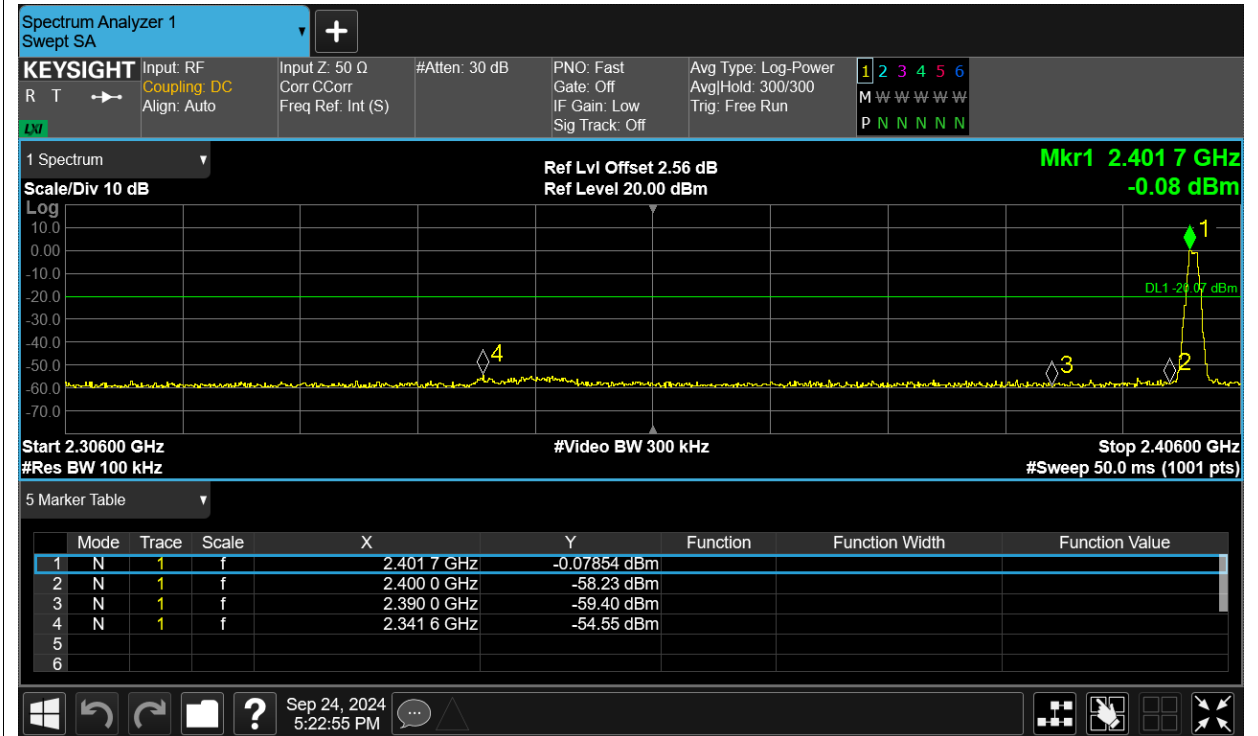 Spectrum Analyzer 1
Swept SA
KEYSIGHT
R T
LXI
Input: RF
Coupling: DC
Align: Auto
Input Z: 50 Ω
Corr CCorr
Freq Ref: Int (S)
#Atten: 30 dB
PNO: Fast
Gate: Off
IF Gain: Low
Sig Track: Off
Avg Type: Log-Power
Avg|Hold: 300/300
Trig: Free Run
1 2 3 4 5 6
M W W W W W
P N N N N N
1 Spectrum
Scale/Div 10 dB
Ref Lvl Offset 2.56 dB
Ref Level 20.00 dBm
Mkr1 2.401 7 GHz
-0.08 dBm
Log
10.0
0.00
-10.0
-20.0
-30.0
-40.0
-50.0
-60.0
-70.0
1
DL1 -20.07 dBm
4
3
2
Start 2.30600 GHz
#Res BW 100 kHz
#Video BW 300 kHz
Stop 2.40600 GHz
#Sweep 50.0 ms (1001 pts)
5 Marker Table
Mode Trace Scale X Y Function Function Width Function Value
1 N 1 f 2.401 7 GHz -0.07854 dBm
2 N 1 f 2.400 0 GHz -58.23 dBm
3 N 1 f 2.390 0 GHz -59.40 dBm
4 N 1 f 2.341 6 GHz -54.55 dBm
5
6
?
Sep 24, 2024
5:22:55 PM